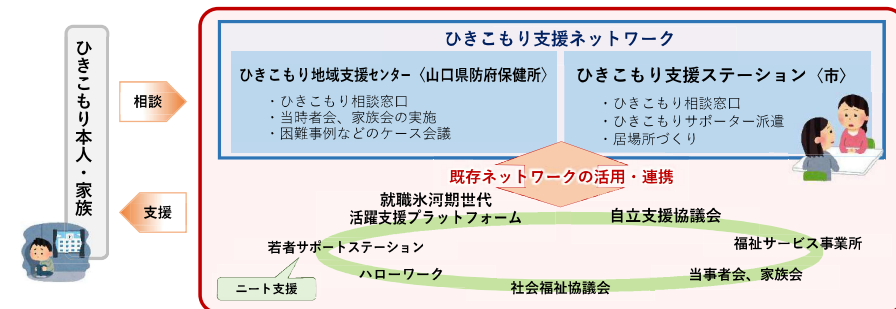 ひきこもり本人・家族
相談
支援
ひきこもり支援ネットワーク
ひきこもり地域支援センター〈山口県防府保健所〉
・ひきこもり相談窓口
・当時者会、家族会の実施
・困難事例などのケース会議
ひきこもり支援ステーション〈市〉
・ひきこもり相談窓口
・ひきこもりサポーター派遣
・居場所づくり
既存ネットワークの活用・連携
就職氷河期世代
活躍支援プラットフォーム
自立支援協議会
若者サポートステーション
福祉サービス事業所
ハローワーク
当事者会、家族会
ニート支援
社会福祉協議会